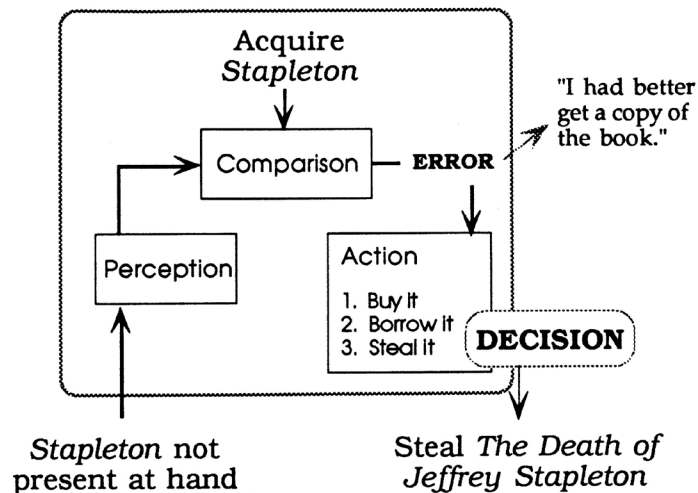 Acquire
Stapleton
"I had better
get a copy of
the book."
Comparison
ERROR
Perception
Action
1. Buy it
2. Borrow it
3. Steal it
DECISION
Stapleton not
present at hand
Steal The Death of
Jeffrey Stapleton